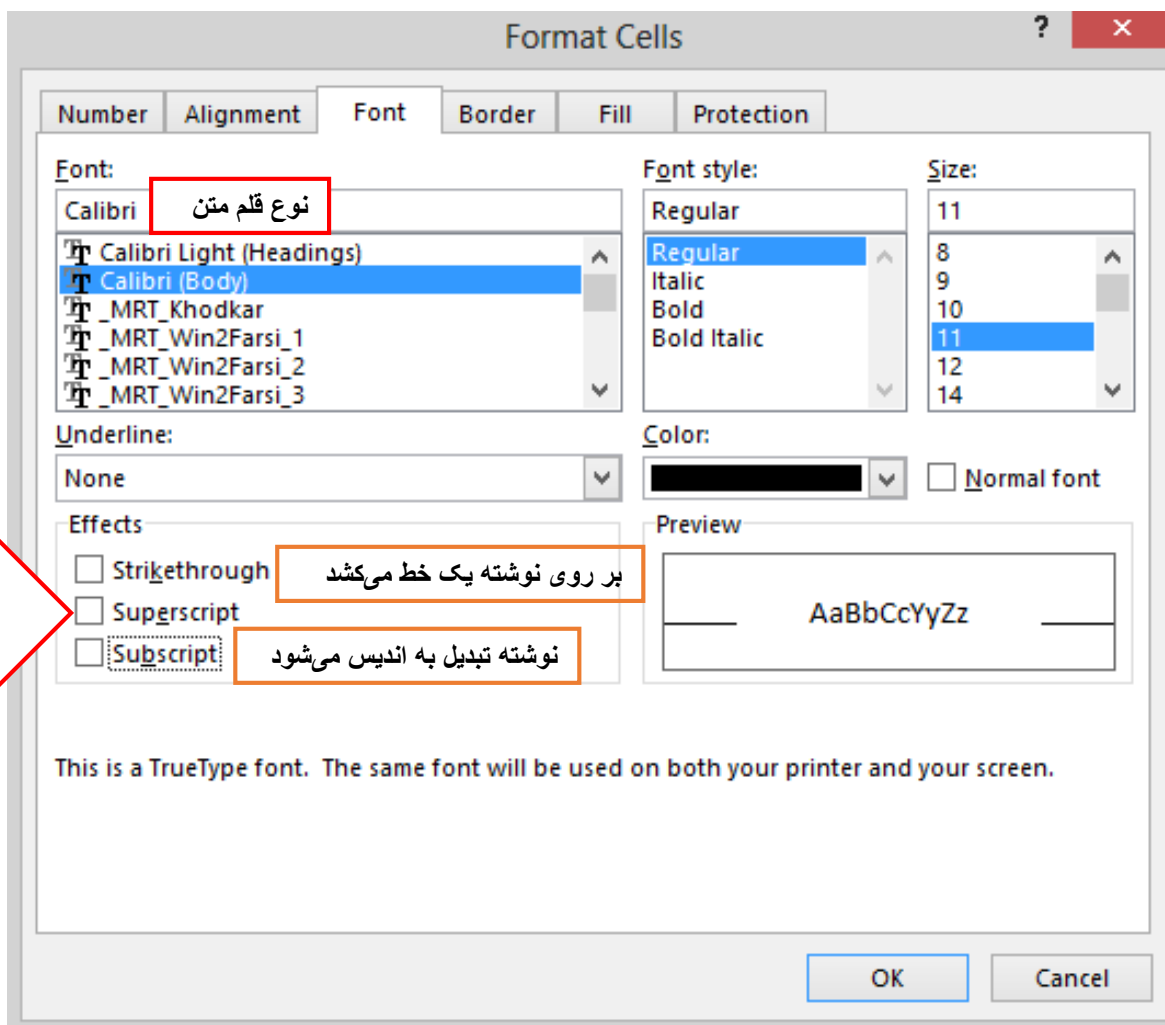 Format Cells
?
×
Number Alignment Font Border Fill Protection
Font: Font style: Size:
Calibri نوع قلم متن Regular 11
Calibri Light (Headings) Regular 8
Calibri (Body) Italic 9
_MRT_Khodkar Bold 10
_MRT_Win2Farsi_1 Bold Italic 11
_MRT_Win2Farsi_2 12
_MRT_Win2Farsi_3 14
Underline: Color:
None Normal font
Effects Preview
Strikethrough بر روی نوشته یک خط می‌کشد
Superscript AaBbCcYyZz
Subscript نوشته تبدیل به اندیس می‌شود
This is a TrueType font. The same font will be used on both your printer and your screen.
OK Cancel